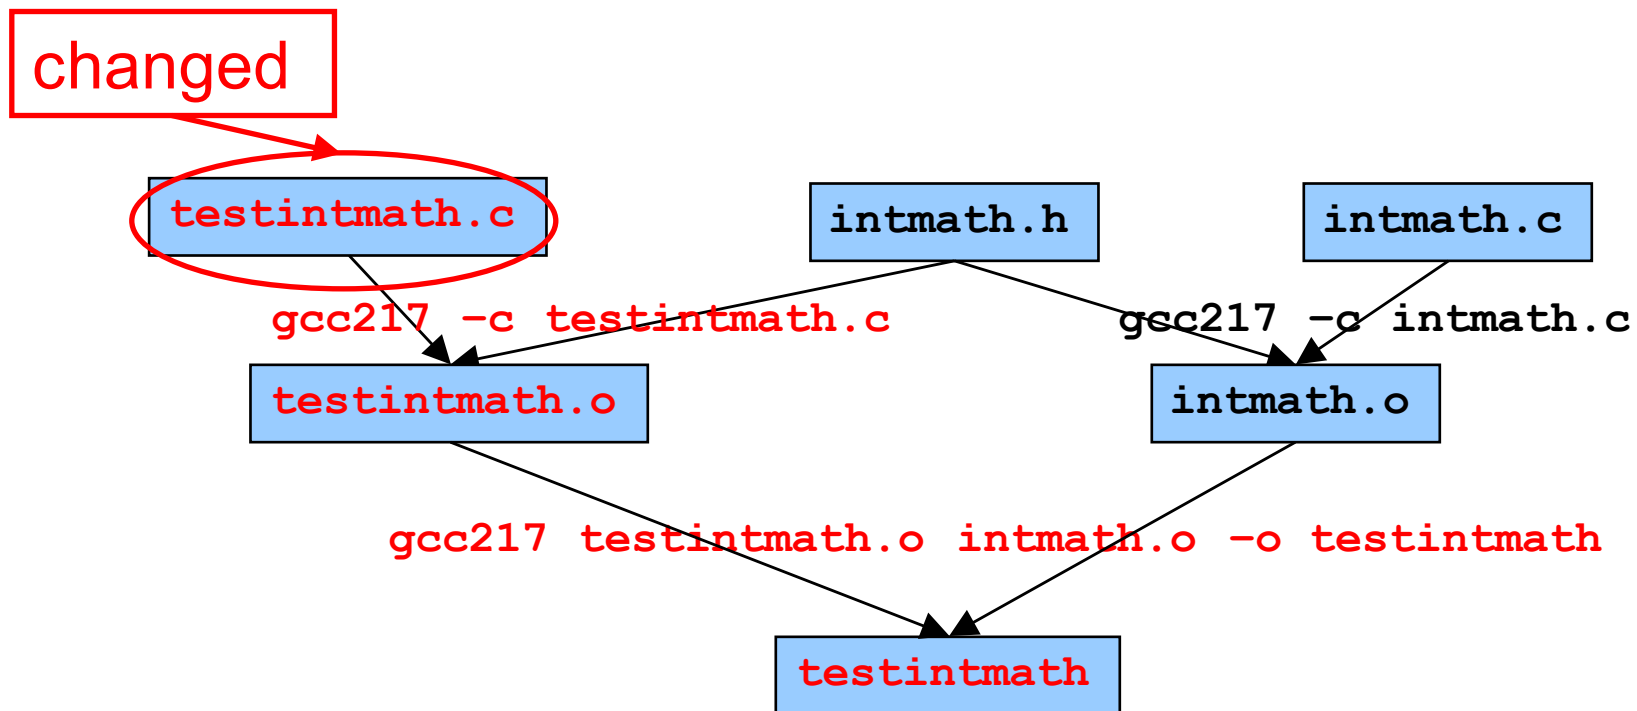 changed
testintmath.c
intmath.h
intmath.c
gcc217 –c testintmath.c
gcc217 –c intmath.c
testintmath.o
intmath.o
gcc217 testintmath.o intmath.o –o testintmath
testintmath